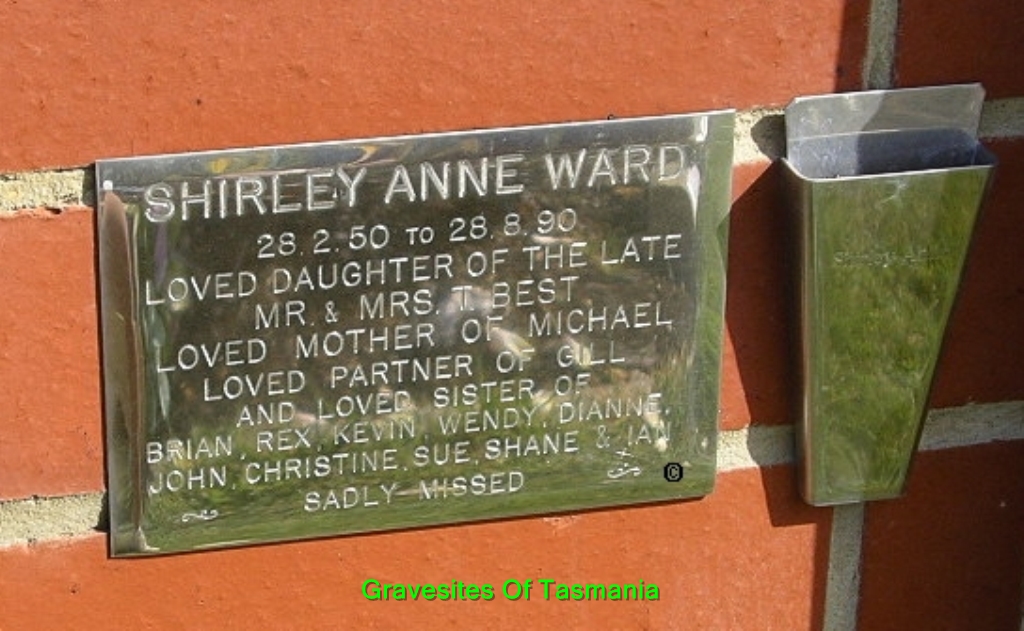 SHIRLEY ANNE WARD
28.2.50 TO 28.8.90
LOVED DAUGHTER OF THE LATE
MR. & MRS. T. BEST
LOVED MOTHER OF MICHAEL
LOVED PARTNER OF GILL
AND LOVED SISTER OF
BRIAN, REX, KEVIN, WENDY, DIANNE,
JOHN, CHRISTINE, SUE, SHANE & IAN
SADLY MISSED
©
Gravesites Of Tasmania